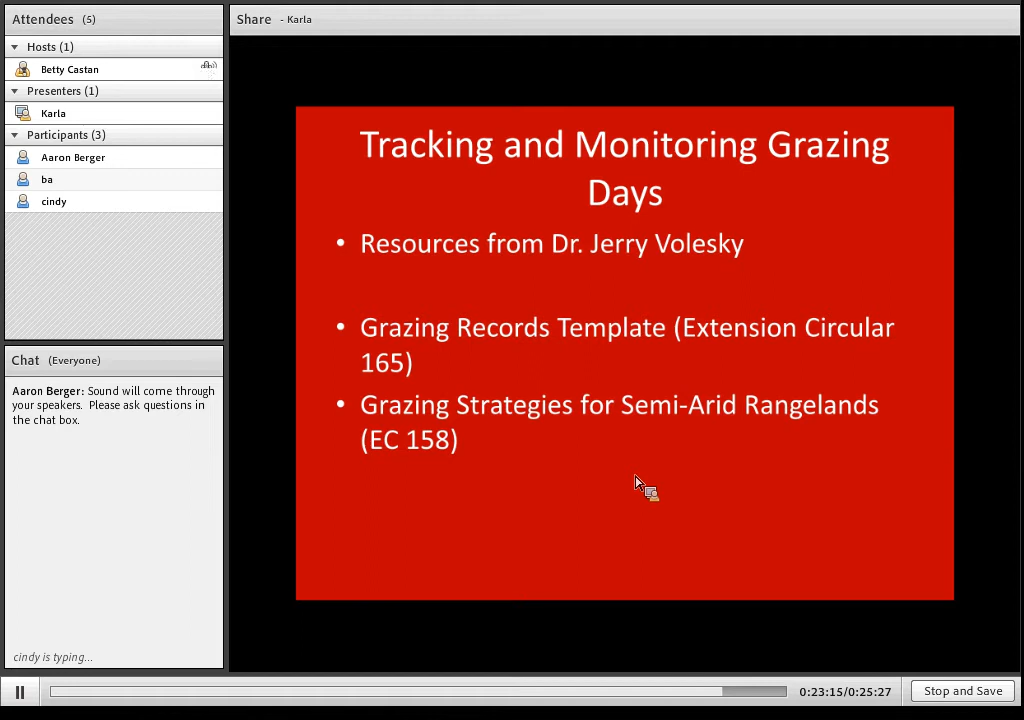 Attendees (5)
Hosts (1)
Betty Castan
Presenters (1)
Karla
Participants (3)
Aaron Berger
ba
cindy
Chat (Everyone)
Aaron Berger: Sound will come through
your speakers. Please ask questions in
the chat box.
cindy is typing...
Share - Karla
Tracking and Monitoring Grazing
Days
• Resources from Dr. Jerry Volesky
• Grazing Records Template (Extension Circular
165)
• Grazing Strategies for Semi-Arid Rangelands
(EC 158)
0:23:15/0:25:27
Stop and Save